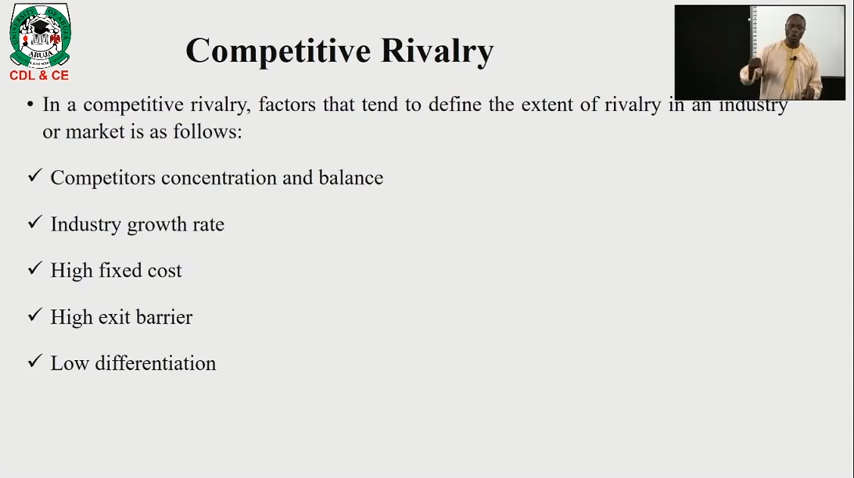 Competitive Rivalry
ABUJA
CDL & CE
• In a competitive rivalry, factors that tend to define the extent of rivalry in an industry
or market is as follows:
✓ Competitors concentration and balance
✓ Industry growth rate
✓ High fixed cost
✓ High exit barrier
✓ Low differentiation